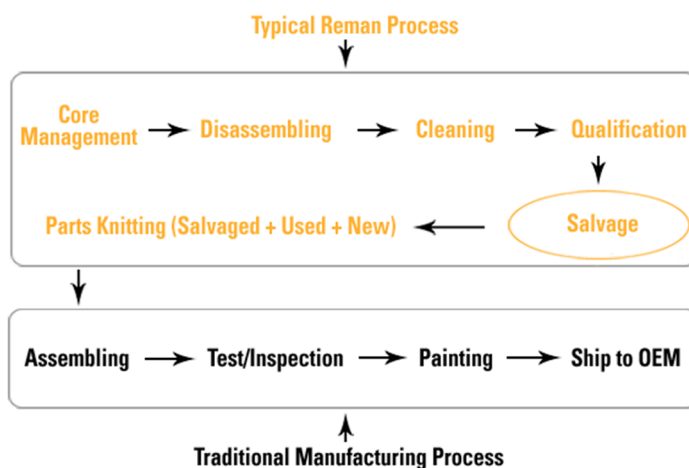 Typical Reman Process
Core
Management
Disassembling
Cleaning
Qualification
Parts Knitting (Salvaged + Used + New)
Salvage
Assembling
Test/Inspection
Painting
Ship to OEM
Traditional Manufacturing Process